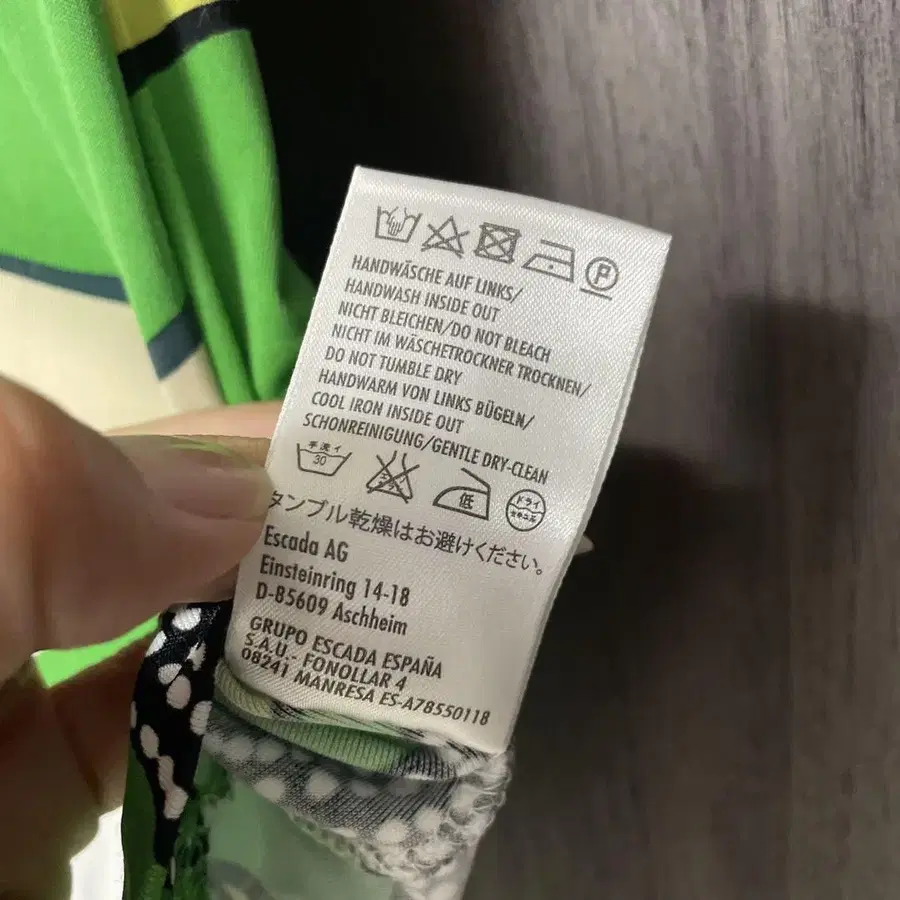 P
HANDWÄSCHE AUF LINKS/
HANDWASH INSIDE OUT
NICHT BLEICHEN/DO NOT BLEACH
NICHT IM WÄSCHETROCKNER TROCKNEN/
DO NOT TUMBLE DRY
HANDWARM VON LINKS BÜGELN/
COOL IRON INSIDE OUT
SCHONREINIGUNG/GENTLE DRY-CLEAN
手洗イ
30
低
ドライ
タンブル乾燥はお避けください。
Escada AG
Einsteinring 14-18
D-85609 Aschheim
GRUPO ESCADA ESPAÑA
S.A.U.- FONOLLAR 4
08241 MANRESA ES-A78550118